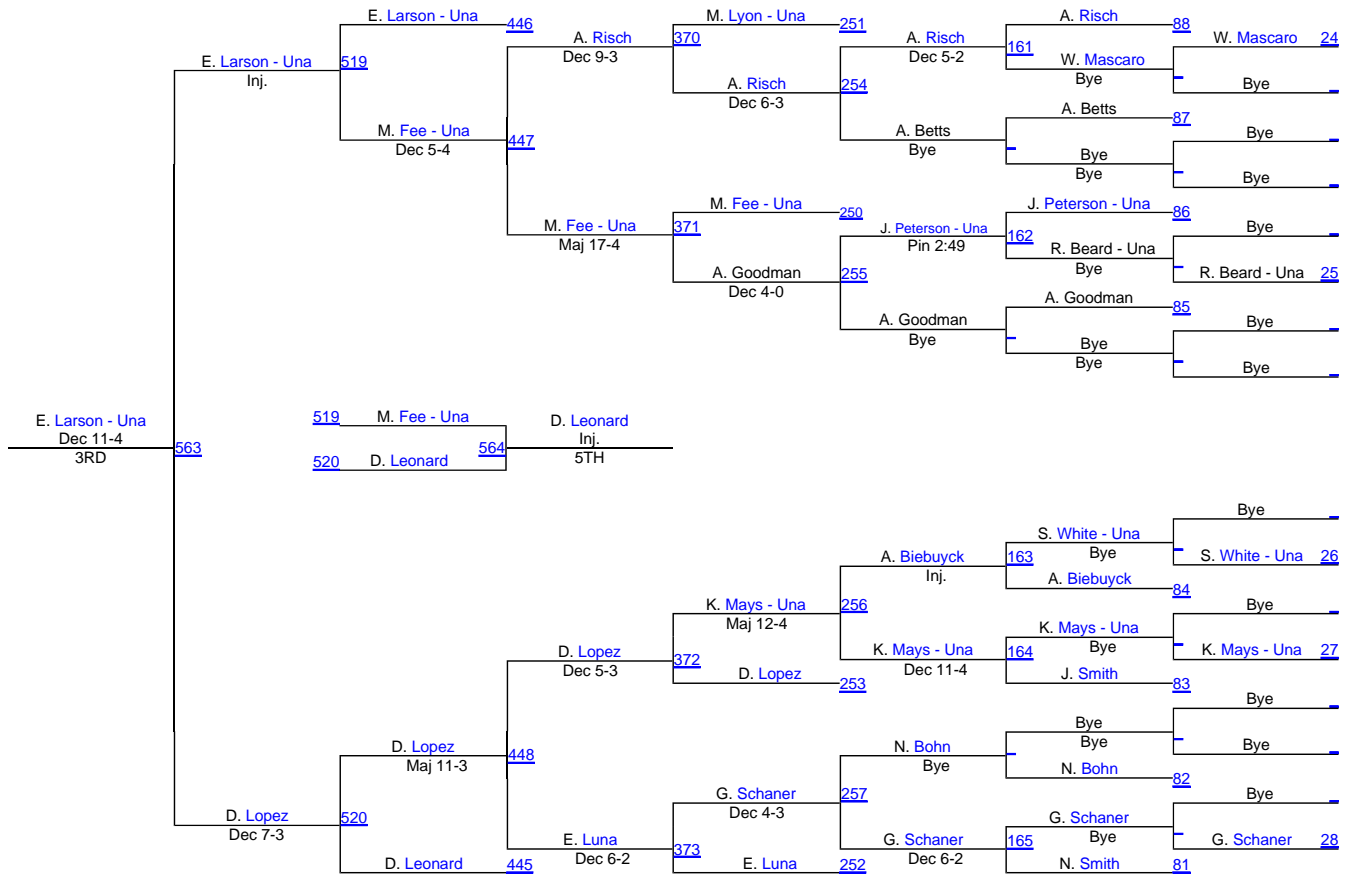 E. Larson - Una 446 M. Lyon - Una 251 A. Risch 88
A. Risch 370 A. Risch 161 W. Mascaro 24
Dec 9-3 Dec 5-2
E. Larson - Una 519 W. Mascaro
Inj. Bye
A. Risch 254 Bye
Dec 6-3
A. Betts 87
M. Fee - Una 447 A. Betts Bye
Dec 5-4 Bye
Bye
Bye
Bye
M. Fee - Una 250 J. Peterson - Una 86
M. Fee - Una 371 J. Peterson - Una 162 Bye
Maj 17-4 Pin 2:49
R. Beard - Una
Bye
A. Goodman 255 R. Beard - Una 25
Dec 4-0
A. Goodman 85
A. Goodman Bye
Bye
Bye
Bye
Bye
E. Larson - Una
Dec 11-4
3RD
563
519 M. Fee - Una
520 D. Leonard
564
D. Leonard
Inj.
5TH
Bye
S. White - Una
Bye
A. Biebuyck 163 S. White - Una 26
Inj.
A. Biebuyck 84
K. Mays - Una 256 Bye
Maj 12-4
K. Mays - Una
Bye
D. Lopez 372 K. Mays - Una 164 K. Mays - Una 27
Dec 5-3 Dec 11-4
D. Lopez 253 J. Smith 83
Bye
Bye
Bye
D. Lopez 448 N. Bohn Bye
Maj 11-3 Bye
N. Bohn 82
G. Schaner 257 Bye
Dec 4-3
D. Lopez 520 G. Schaner
Dec 7-3 Bye
E. Luna 373 G. Schaner 165 G. Schaner 28
Dec 6-2 Dec 6-2
D. Leonard 445 E. Luna 252 N. Smith 81